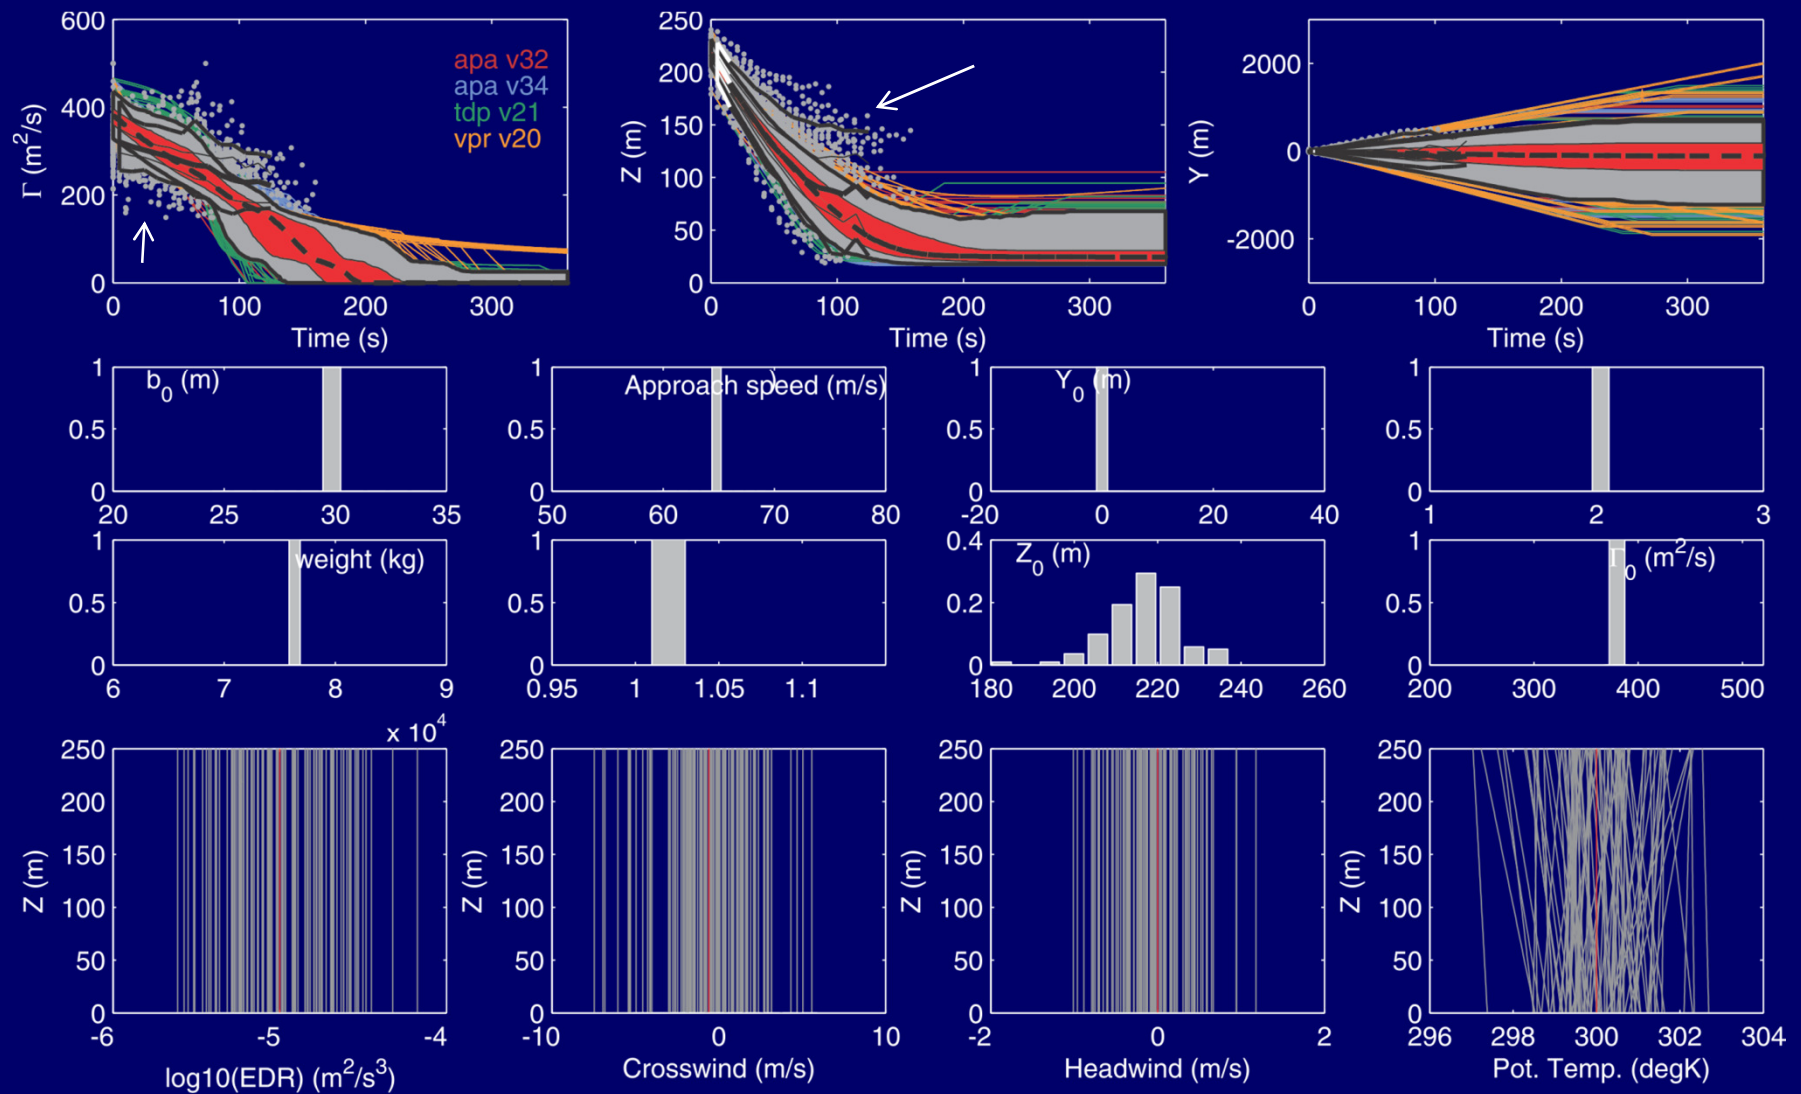 600
400
200
0
Γ (m²/s)
0 100 200 300
Time (s)
apa v32
apa v34
tdp v21
vpr v20
250
200
150
100
50
0
Z (m)
0 100 200 300
Time (s)
2000
0
-2000
Y (m)
0 100 200 300
Time (s)
b₀ (m)
1
0.5
0
20 25 30 35
Approach speed (m/s)
1
0.5
0
50 60 70 80
Y₀ (m)
1
0.5
0
-20 0 20 40
1
0.5
0
1 2 3
weight (kg)
1
0.5
0
6 7 8 9
x 10⁴
1
0.5
0
0.95 1 1.05 1.1
Z₀ (m)
0.4
0.2
0
180 200 220 240 260
Γ₀ (m²/s)
1
0.5
0
200 300 400 500
250
200
150
100
50
0
Z (m)
-6 -5 -4
log10(EDR) (m²/s³)
250
200
150
100
50
0
Z (m)
-10 0 10
Crosswind (m/s)
250
200
150
100
50
0
Z (m)
-2 0 2
Headwind (m/s)
250
200
150
100
50
0
Z (m)
296 298 300 302 304
Pot. Temp. (degK)